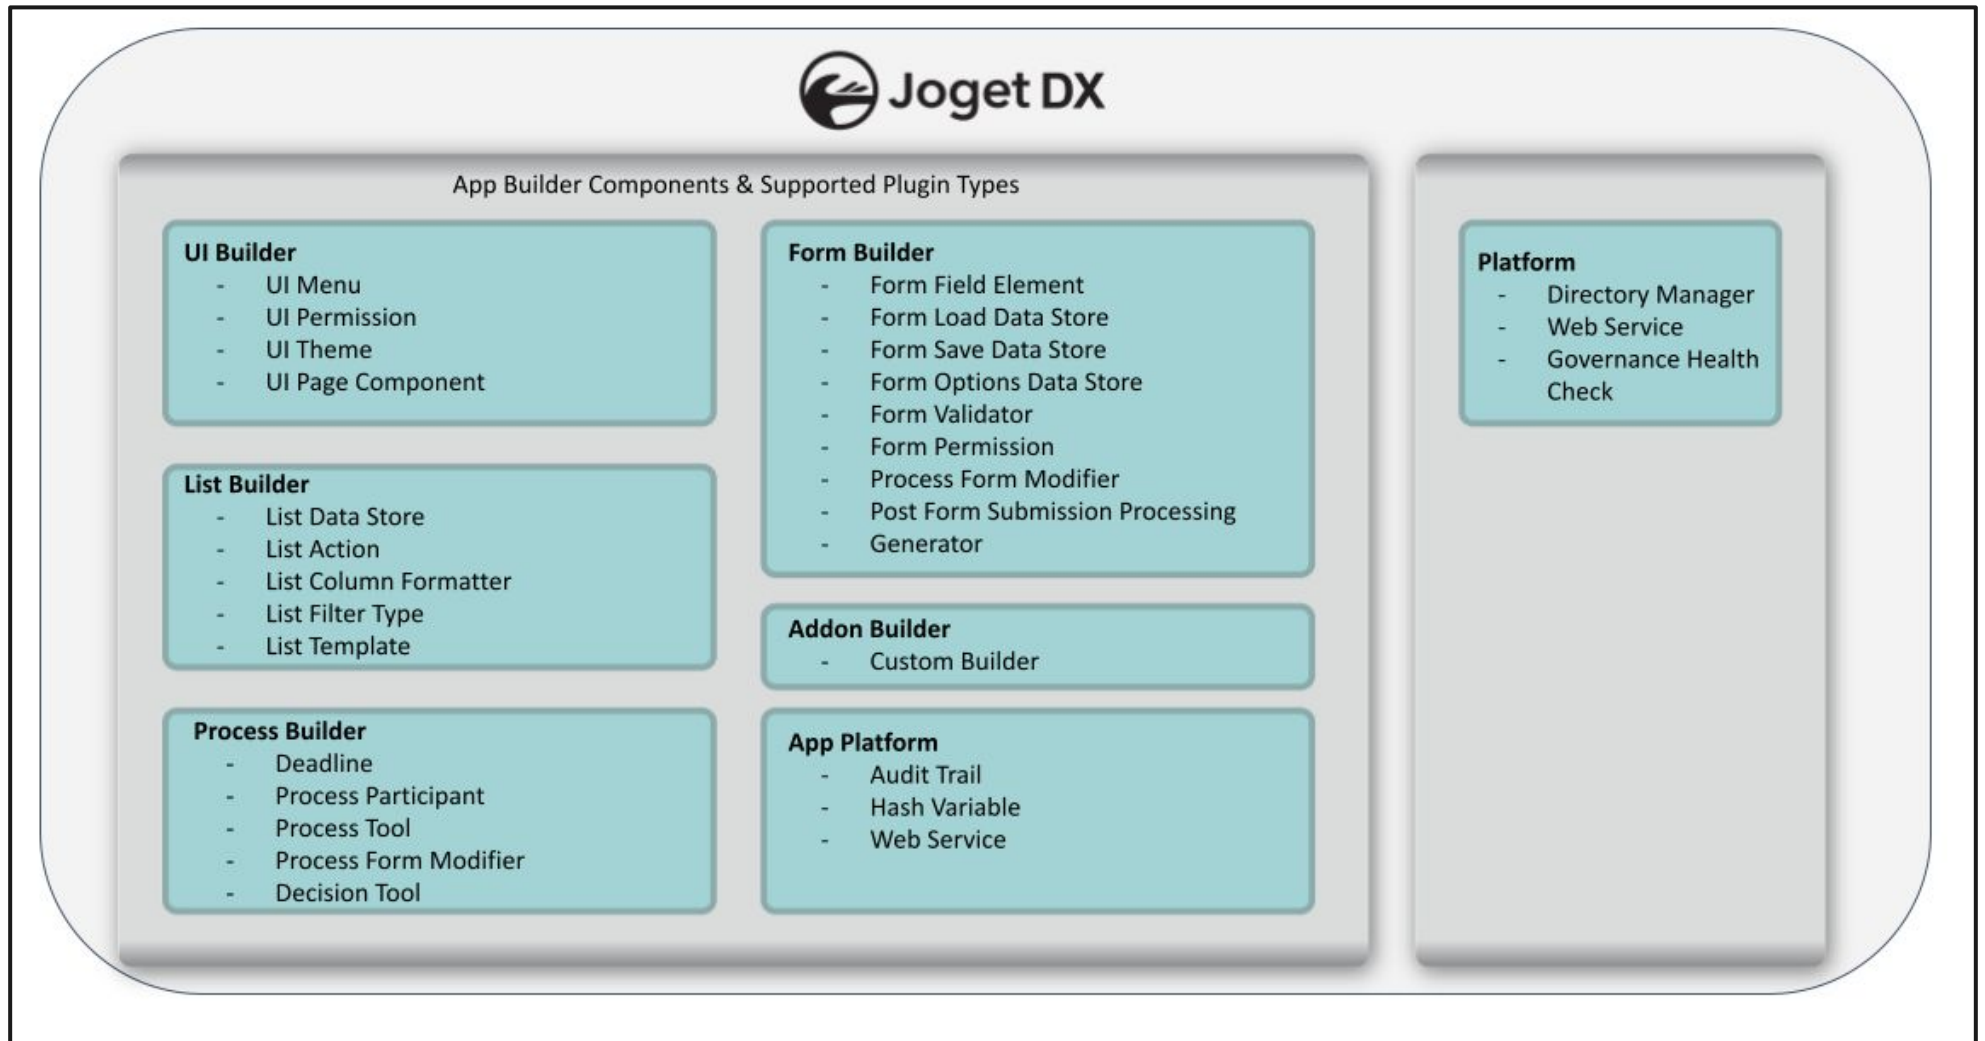 Joget DX
App Builder Components & Supported Plugin Types
UI Builder
- UI Menu
- UI Permission
- UI Theme
- UI Page Component
List Builder
- List Data Store
- List Action
- List Column Formatter
- List Filter Type
- List Template
Process Builder
- Deadline
- Process Participant
- Process Tool
- Process Form Modifier
- Decision Tool
Form Builder
- Form Field Element
- Form Load Data Store
- Form Save Data Store
- Form Options Data Store
- Form Validator
- Form Permission
- Process Form Modifier
- Post Form Submission Processing
- Generator
Addon Builder
- Custom Builder
App Platform
- Audit Trail
- Hash Variable
- Web Service
Platform
- Directory Manager
- Web Service
- Governance Health
Check